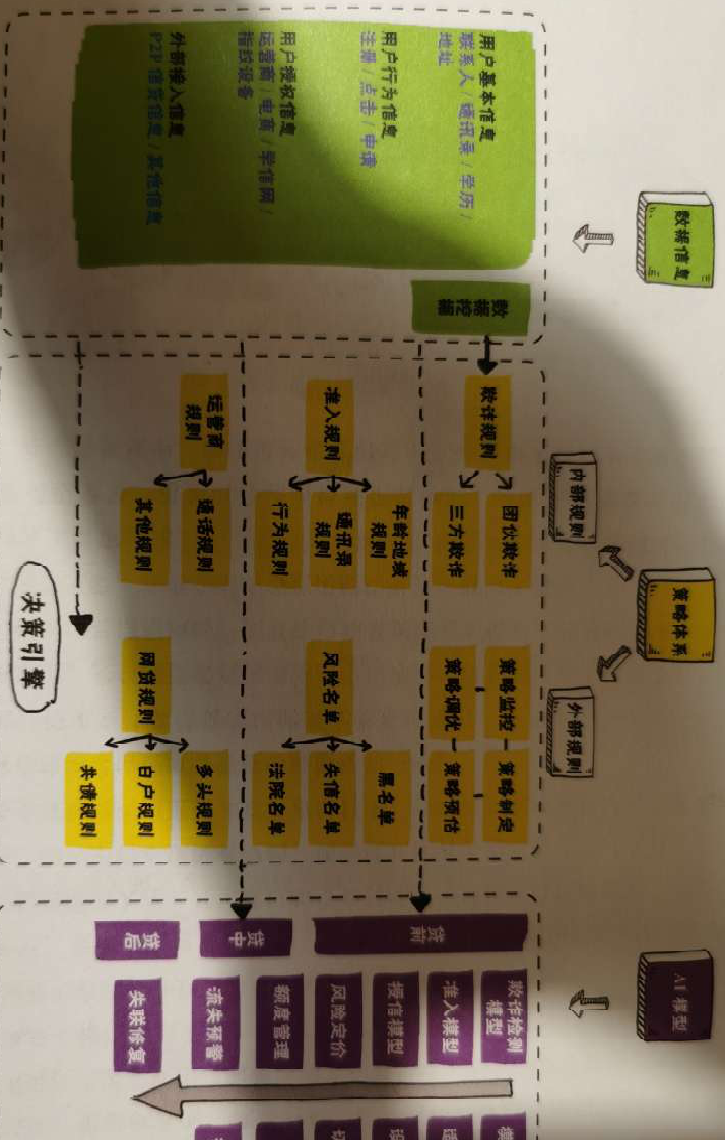 数据信息
用户基本信息
联系人 / 通讯录 / 学历 /
地址
用户行为信息
注册 / 点击 / 申请
用户授权信息
运营商 / 电商 / 学信网 /
指纹设备
外部接入信息
P2P 借贷信息 / 其他信息
数据挖掘
策略体系
内部规则
外部规则
欺诈规则
团伙欺诈
三方欺诈
准入规则
年龄地域
规则
通讯录
规则
行为规则
运营商
规则
通话规则
其他规则
策略监控
策略制定
策略调优
策略预估
风险名单
黑名单
失信名单
法院名单
网贷规则
多头规则
白户规则
共债规则
决策引擎
AI 模型
贷前
贷中
贷后
欺诈检测
模型
准入模型
授信模型
风险定价
额度管理
流失预警
失联修复